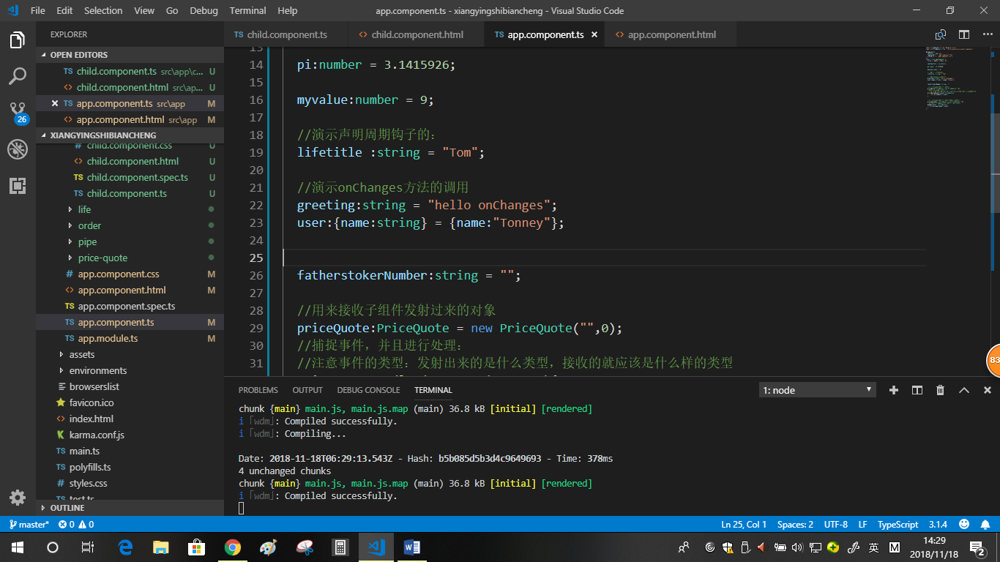 File Edit Selection View Go Debug Terminal Help
app.component.ts - xiangyingshibiancheng - Visual Studio Code
EXPLORER
TS child.component.ts
<> child.component.html
TS app.component.ts ×
<> app.component.html
OPEN EDITORS
TS child.component.ts src\app\c... U
<> child.component.html src\ap... U
TS app.component.ts src\app M
<> app.component.html src\app M
26
XIANGYINGSHIBIANCHENG
# child.component.css U
<> child.component.html U
TS child.component.spec.ts U
TS child.component.ts U
life
order
pipe
price-quote
# app.component.css M
<> app.component.html M
TS app.component.spec.ts
TS app.component.ts M
TS app.module.ts M
assets
environments
browserslist
favicon.ico
<> index.html
karma.conf.js
TS main.ts
TS polyfills.ts
# styles.css
TS test.ts
OUTLINE
13
14 pi:number = 3.1415926;
15
16 myvalue:number = 9;
17
18 //演示声明周期钩子的：
19 lifetitle :string = "Tom";
20
21 //演示onChanges方法的调用
22 greeting:string = "hello onChanges";
23 user:{name:string} = {name:"Tonney"};
24
25
26 fatherstokerNumber:string = "";
27
28 //用来接收子组件发射过来的对象
29 priceQuote:PriceQuote = new PriceQuote("",0);
30 //捕捉事件，并且进行处理：
31 //注意事件的类型：发射出来的是什么类型，接收的就应该是什么样的类型
83
PROBLEMS OUTPUT DEBUG CONSOLE TERMINAL
1: node
chunk {main} main.js, main.js.map (main) 36.8 kB [initial] [rendered]
i ｢wdm｣: Compiled successfully.
i ｢wdm｣: Compiling...
Date: 2018-11-18T06:29:13.543Z - Hash: b5b085d5b3d4c9649693 - Time: 378ms
4 unchanged chunks
chunk {main} main.js, main.js.map (main) 36.8 kB [initial] [rendered]
i ｢wdm｣: Compiled successfully.
master* 0 0
Ln 25, Col 1 Spaces: 2 UTF-8 LF TypeScript 3.1.4
英 M
14:29
2018/11/18
2